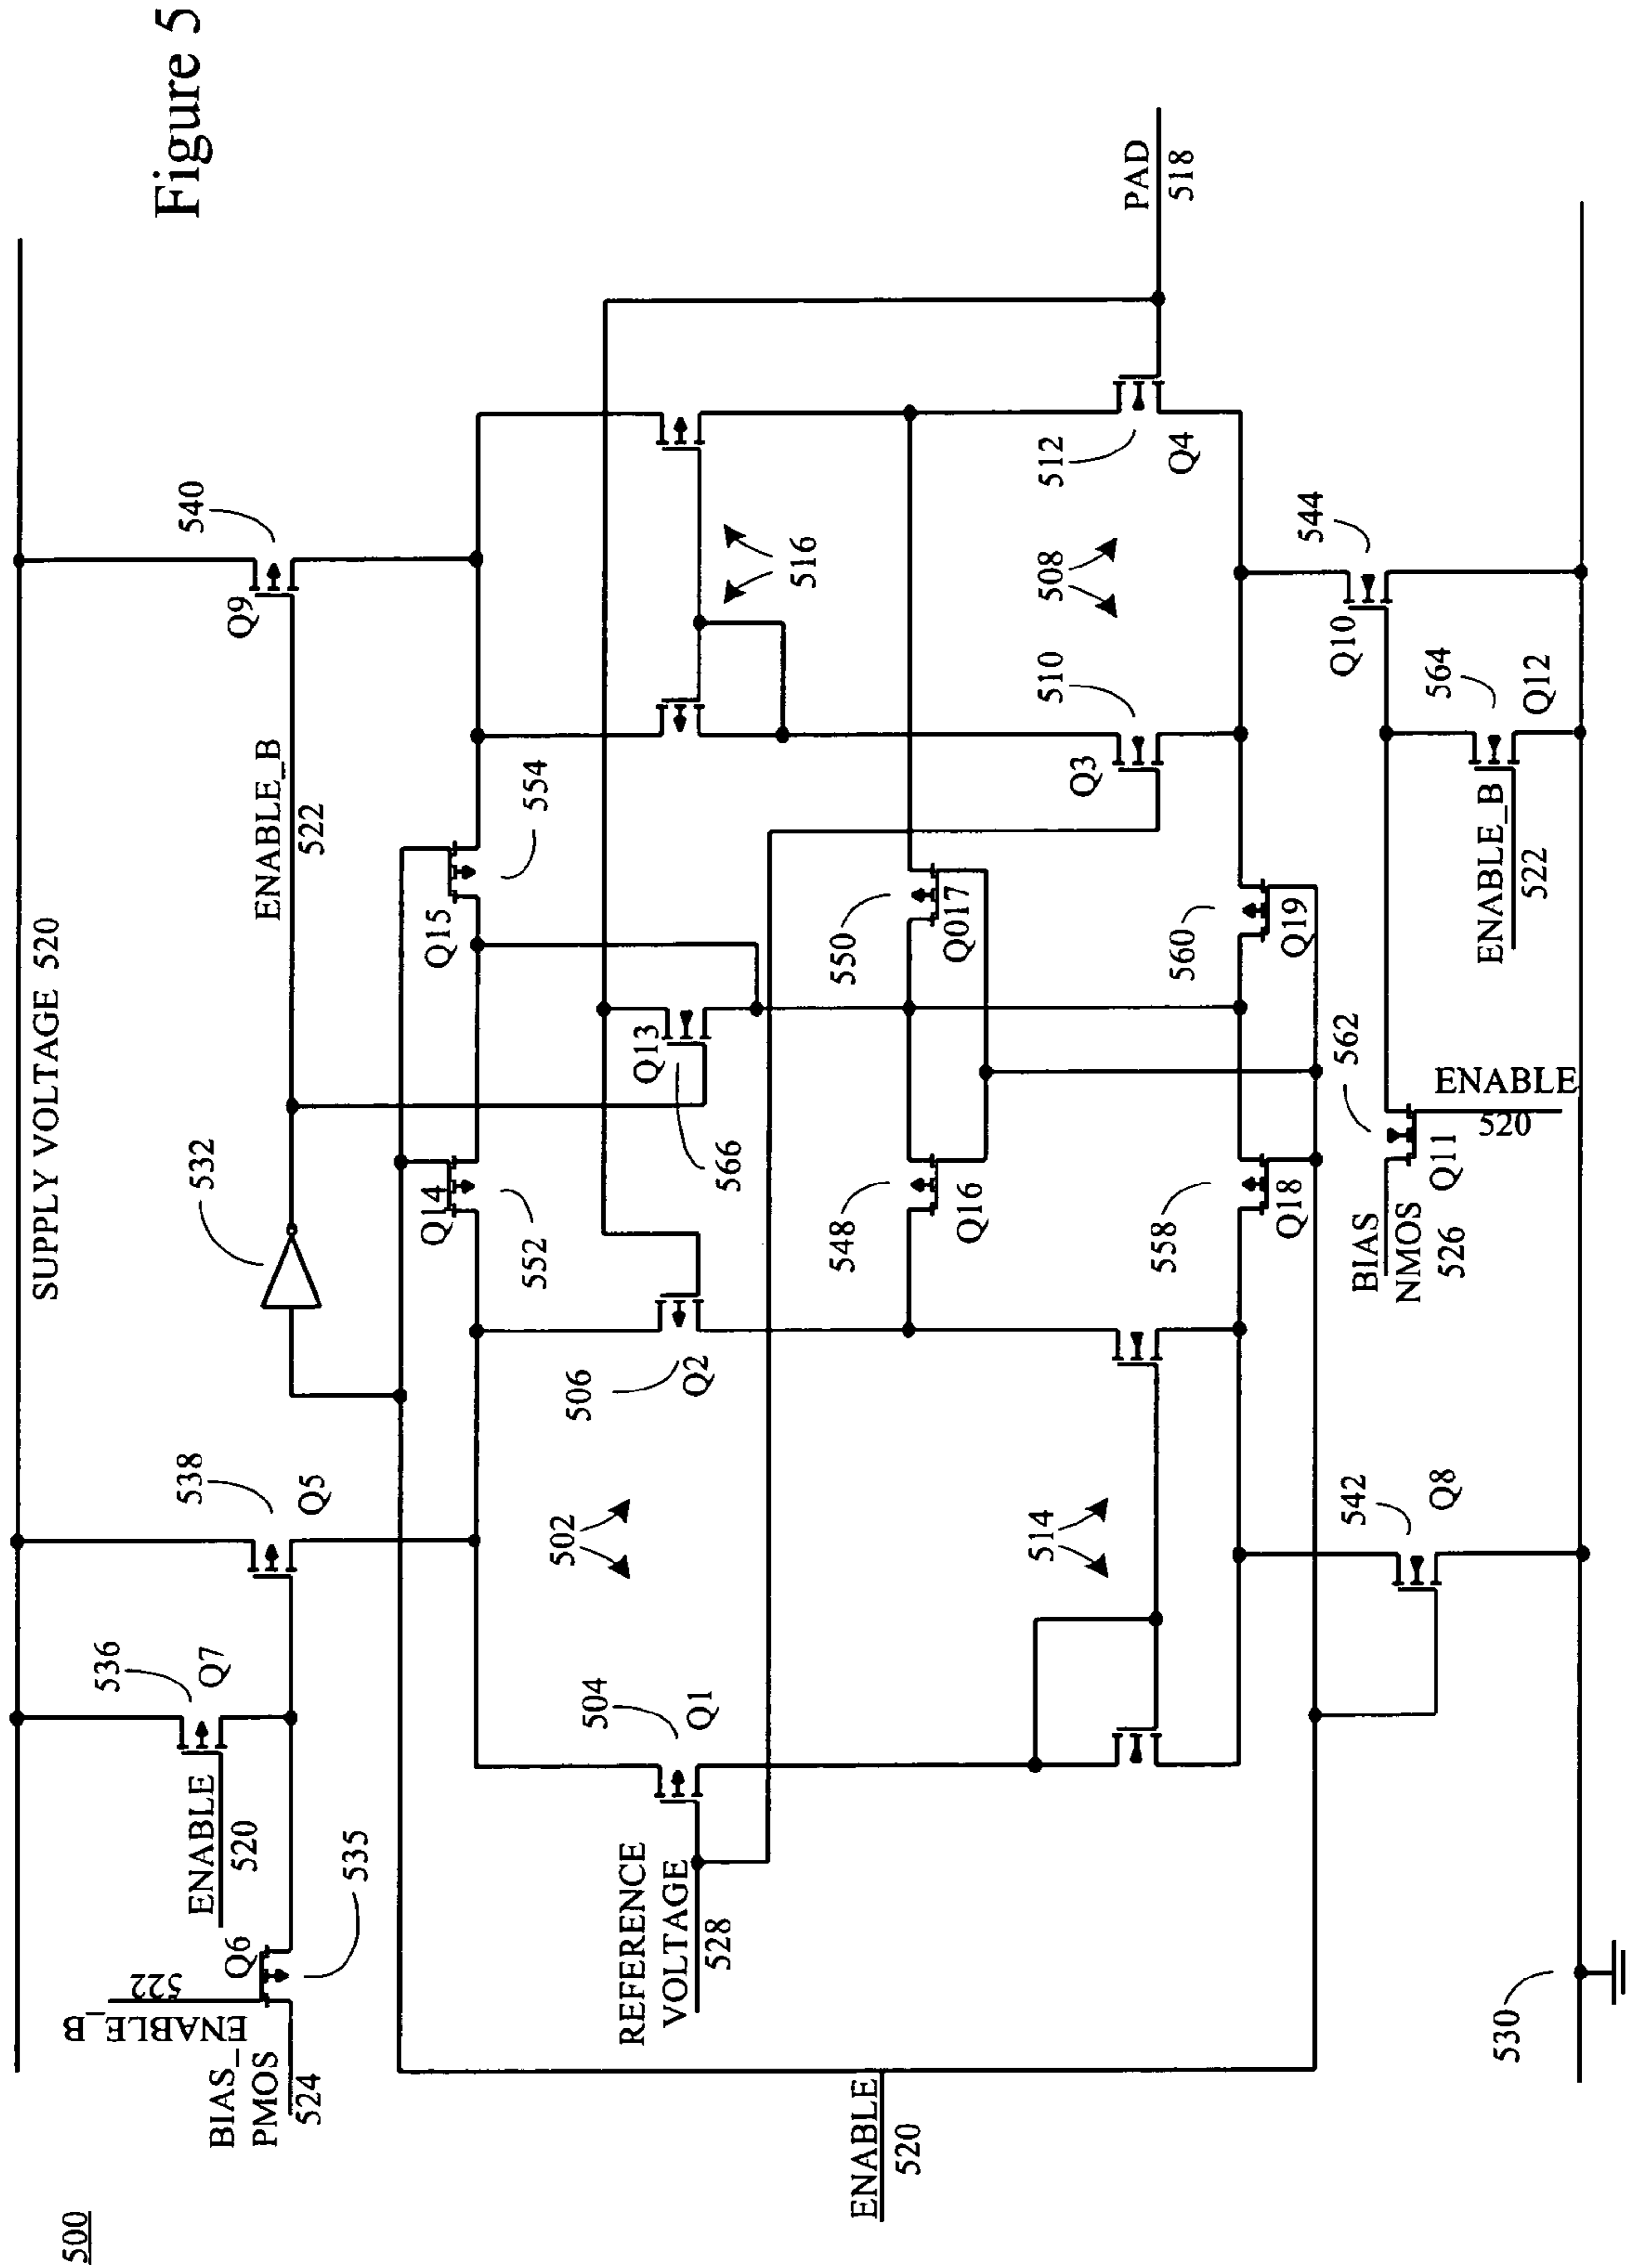 500
Figure 5
SUPPLY VOLTAGE 520
536
Q7
538
Q5
532
ENABLE_B
522
Q9
540
ENABLE
520
Q6
535
522
ENABLE_B
BIAS_
PMOS
524
Q14
552
Q15
554
REFERENCE
VOLTAGE
528
504
Q1
502
506
Q2
Q13
566
516
ENABLE
520
514
548
Q16
550
Q017
510
Q3
508
512
Q4
PAD
518
558
Q18
560
Q19
542
Q8
BIAS
NMOS
526
562
Q11
ENABLE
520
Q10
544
ENABLE_B
522
564
Q12
530